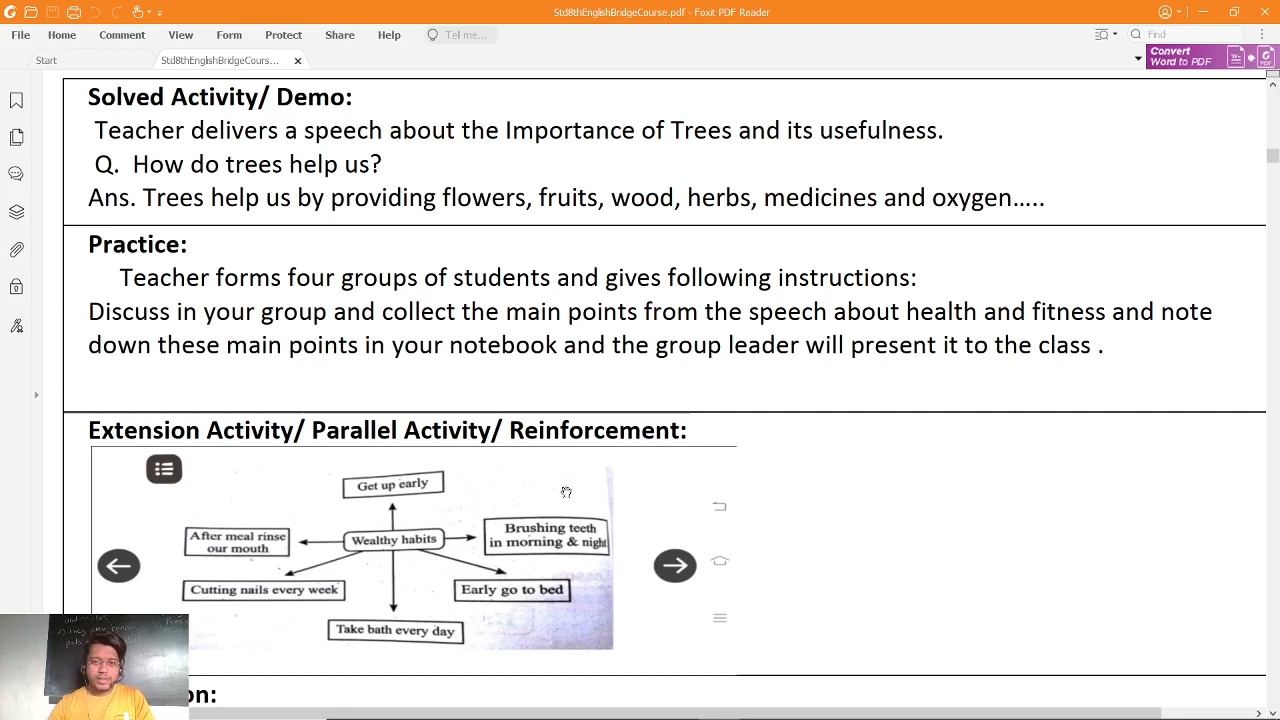 Std8thEnglishBridgeCourse.pdf - Foxit PDF Reader
File Home Comment View Form Protect Share Help Tell me... Find
Start Std8thEnglishBridgeCours...
Convert
Word to PDF
Solved Activity/ Demo:
Teacher delivers a speech about the Importance of Trees and its usefulness.
Q. How do trees help us?
Ans. Trees help us by providing flowers, fruits, wood, herbs, medicines and oxygen.....
Practice:
Teacher forms four groups of students and gives following instructions:
Discuss in your group and collect the main points from the speech about health and fitness and note
down these main points in your notebook and the group leader will present it to the class .
Extension Activity/ Parallel Activity/ Reinforcement:
Get up early
After meal rinse
our mouth
Wealthy habits
Brushing teeth
in morning & night
Cutting nails every week
Early go to bed
Take bath every day
on: